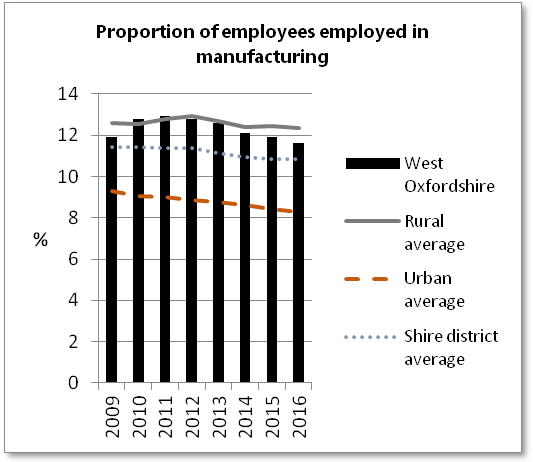 Proportion of employees employed in
manufacturing
14
12
10
8
6
4
2
0
%
2009
2010
2011
2012
2013
2014
2015
2016
West
Oxfordshire
Rural
average
Urban
average
Shire district
average